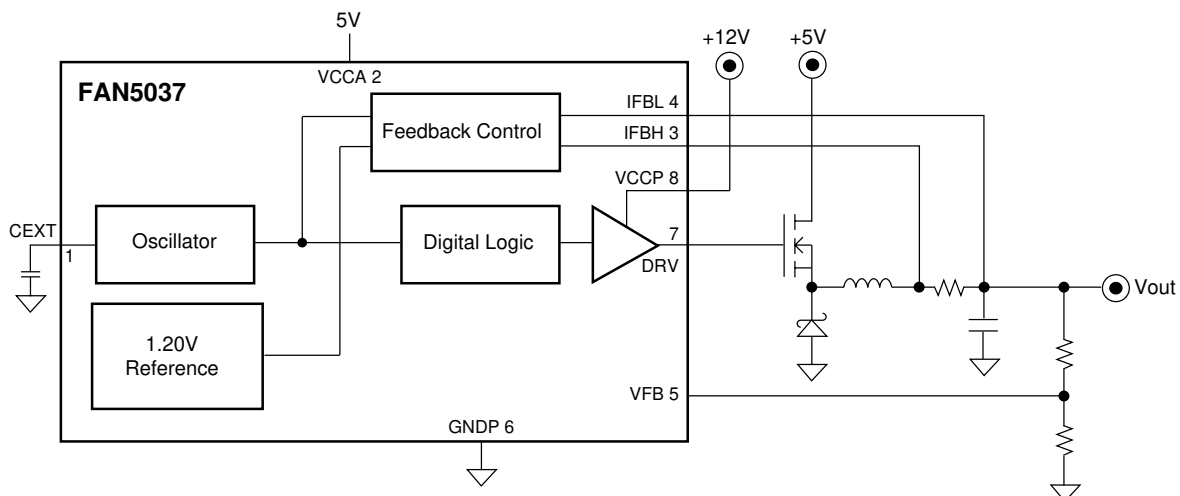 5V
+12V
+5V
FAN5037
VCCA 2
Feedback Control
IFBL 4
IFBH 3
VCCP 8
CEXT
1
Oscillator
Digital Logic
7
DRV
Vout
1.20V
Reference
VFB 5
GNDP 6